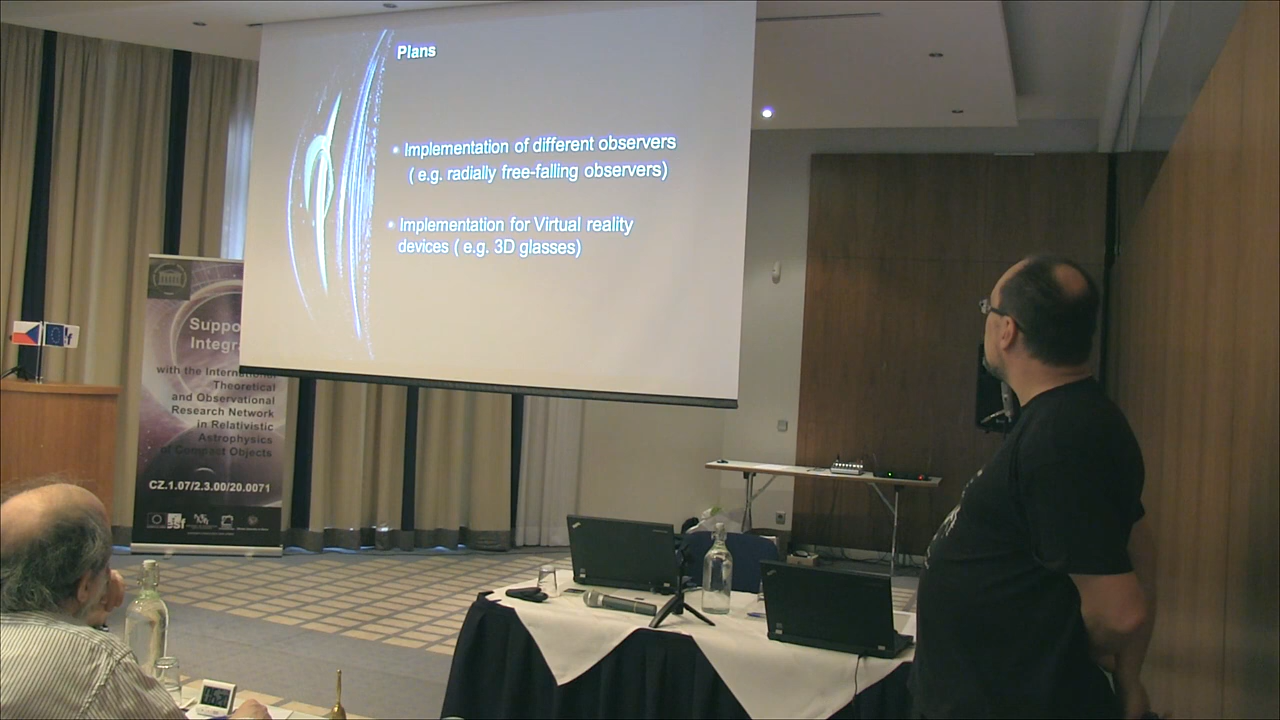 Plans
Implementation of different observers
( e.g. radially free-falling observers)
Implementation for Virtual reality
devices ( e.g. 3D glasses)
Suppo
Integra
with the International
Theoretical
and Observational
Research Network
in Relativistic
Astrophysics
of Compact Objects
CZ.1.07/2.3.00/20.0071
esf